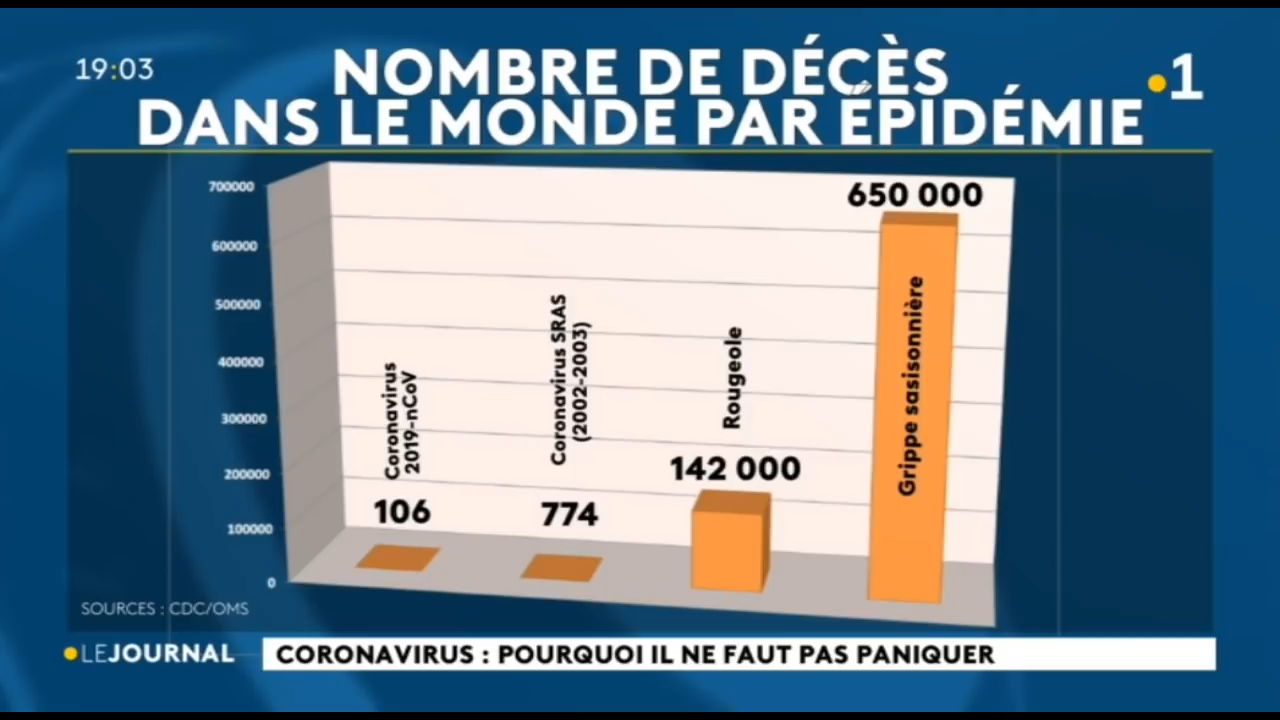 19:03
NOMBRE DE DÉCÈS
DANS LE MONDE PAR ÉPIDÉMIE
1
700000
600000
500000
400000
300000
200000
100000
0
Coronavirus
2019-nCoV
106
Coronavirus SRAS
(2002-2003)
774
Rougeole
142 000
650 000
Grippe sasisonnière
SOURCES : CDC/OMS
LEJOURNAL
CORONAVIRUS : POURQUOI IL NE FAUT PAS PANIQUER